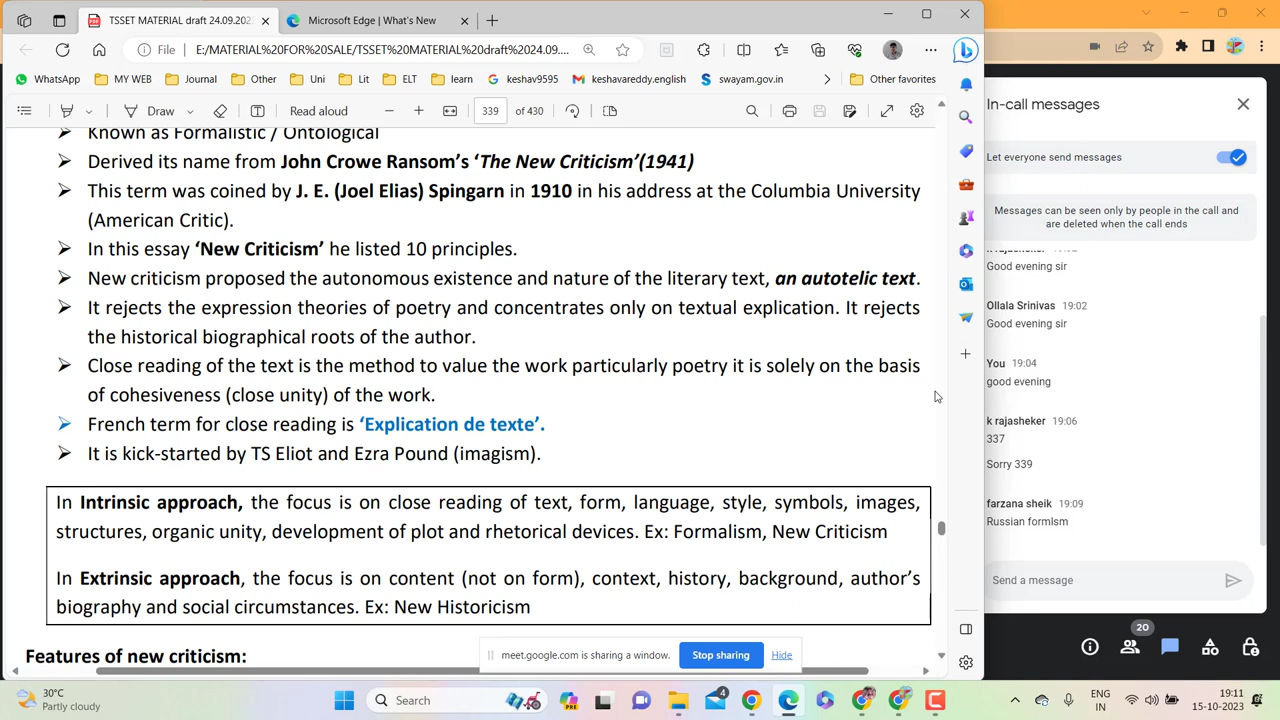 TSSET MATERIAL draft 24.09.202
Microsoft Edge | What's New
File
E:/MATERIAL%20FOR%20SALE/TSSET%20MATERIAL%20draft%2024.09....
WhatsApp
MY WEB
Journal
Other
Uni
Lit
ELT
learn
keshav9595
keshavareddy.english
swayam.gov.in
Other favorites
Draw
Read aloud
339
of 430
Known as Formalistic / Ontological
Derived its name from John Crowe Ransom's 'The New Criticism'(1941)
This term was coined by J. E. (Joel Elias) Spingarn in 1910 in his address at the Columbia University
(American Critic).
In this essay 'New Criticism' he listed 10 principles.
New criticism proposed the autonomous existence and nature of the literary text, an autotelic text.
It rejects the expression theories of poetry and concentrates only on textual explication. It rejects
the historical biographical roots of the author.
Close reading of the text is the method to value the work particularly poetry it is solely on the basis
of cohesiveness (close unity) of the work.
French term for close reading is 'Explication de texte'.
It is kick-started by TS Eliot and Ezra Pound (imagism).
In Intrinsic approach, the focus is on close reading of text, form, language, style, symbols, images,
structures, organic unity, development of plot and rhetorical devices. Ex: Formalism, New Criticism
In Extrinsic approach, the focus is on content (not on form), context, history, background, author's
biography and social circumstances. Ex: New Historicism
Features of new criticism:
meet.google.com is sharing a window.
Stop sharing
Hide
In-call messages
Let everyone send messages
Messages can be seen only by people in the call and
are deleted when the call ends
k rajasheker 19:02
Good evening sir
Ollala Srinivas 19:02
Good evening sir
You 19:04
good evening
k rajasheker 19:06
337
Sorry 339
farzana sheik 19:09
Russian formlsm
Send a message
20
30°C
Partly cloudy
Search
PRE
4
ENG
IN
19:11
15-10-2023